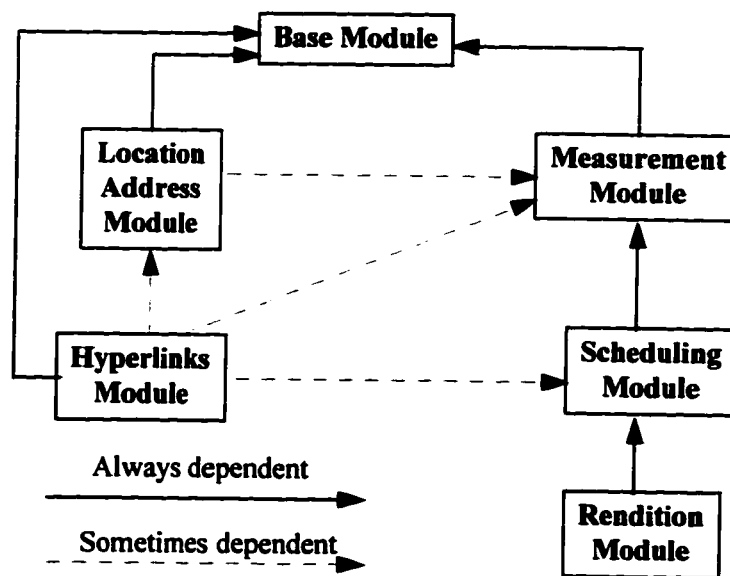 Base Module
Location
Address
Module
Measurement
Module
Hyperlinks
Module
Scheduling
Module
Always dependent
Sometimes dependent
Rendition
Module